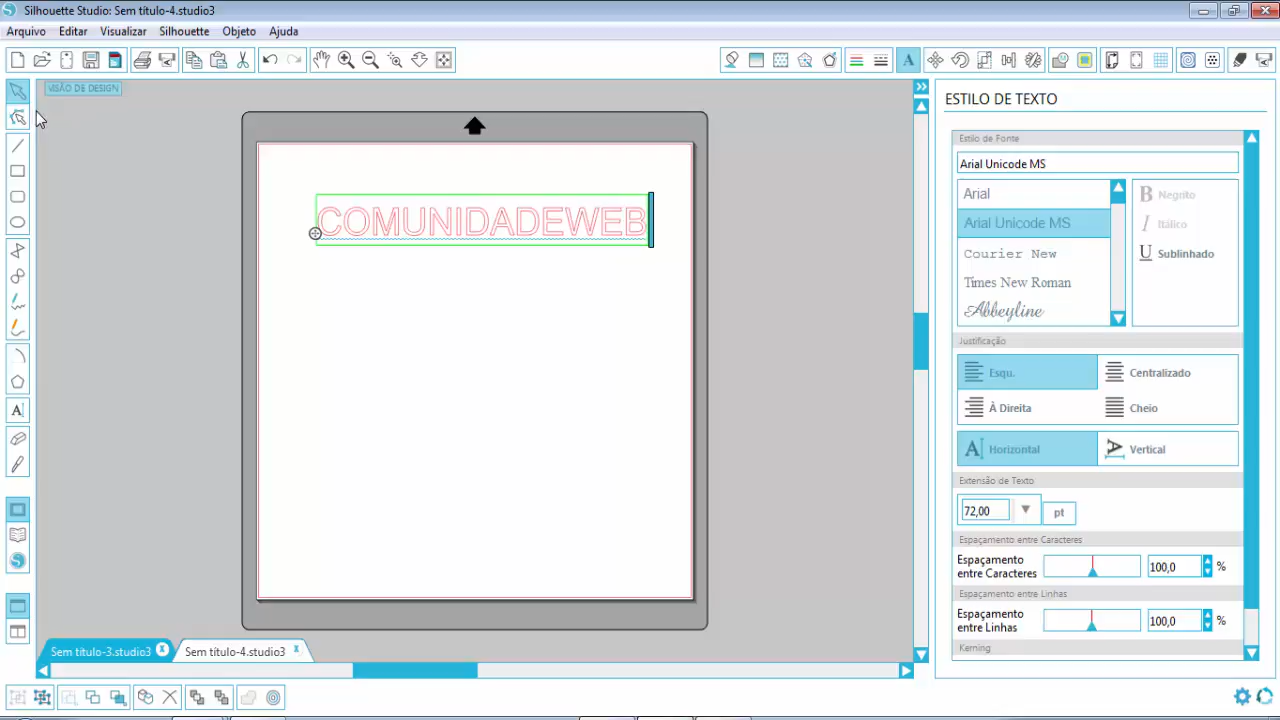 Silhouette Studio: Sem título-4.studio3
Arquivo Editar Visualizar Silhouette Objeto Ajuda
VISÃO DE DESIGN
COMUNIDADEWEB
ESTILO DE TEXTO
Estilo de Fonte
Arial Unicode MS
Arial
Arial Unicode MS
Courier New
Times New Roman
Abbeyline
B Negrito
I Itálico
U Sublinhado
Justificação
Esqu.
Centralizado
À Direita
Cheio
Horizontal
Vertical
Extensão de Texto
72,00
pt
Espaçamento entre Caracteres
Espaçamento
entre Caracteres
100,0 %
Espaçamento entre Linhas
Espaçamento
entre Linhas
100,0 %
Kerning
Sem título-3.studio3 x
Sem título-4.studio3 x